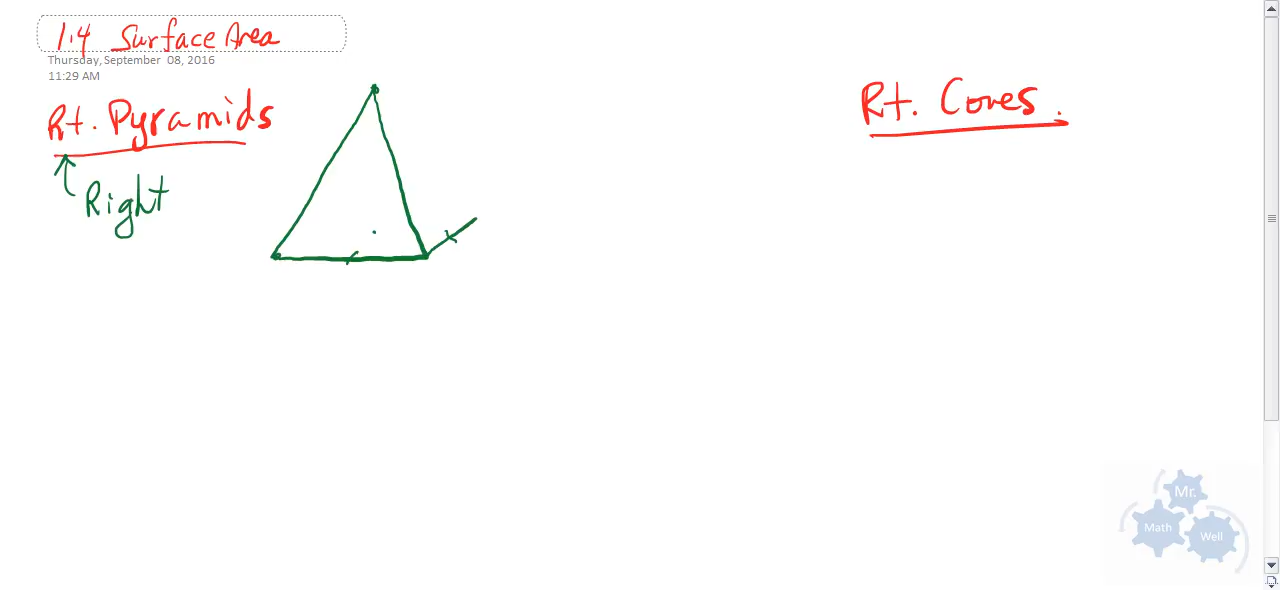 1.4 Surface Area
Thursday, September 08, 2016
11:29 AM
Rt. Pyramids
Right
Rt. Cones.
Mr.
Math
Well